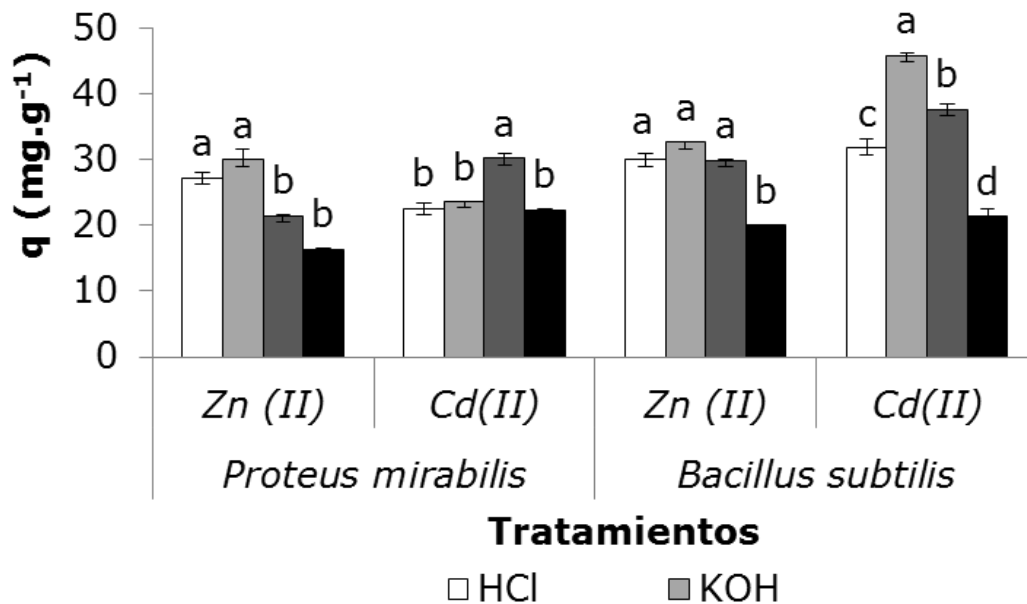 q (mg.g⁻¹)
50
40
30
20
10
0
a
a
b
b
b
b
a
b
a
a
a
b
c
a
b
d
Zn (II)
Cd(II)
Zn (II)
Cd(II)
Proteus mirabilis
Bacillus subtilis
Tratamientos
HCl
KOH